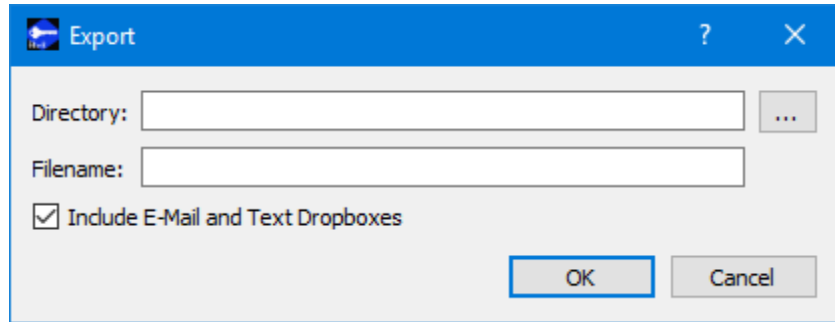 Export ?
Directory: ...
Filename:
Include E-Mail and Text Dropboxes
OK Cancel